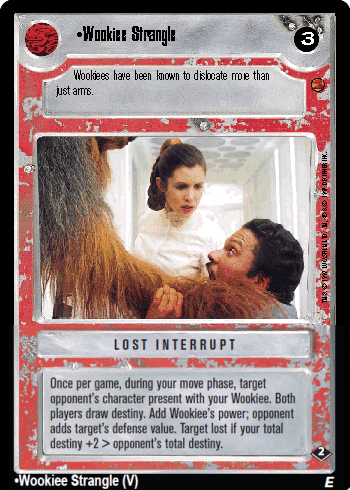 •Wookiee Strangle
3
Wookiees have been known to dislocate more than
just arms.
LOST INTERRUPT
Once per game, during your move phase, target
opponent's character present with your Wookiee. Both
players draw destiny. Add Wookiee's power; opponent
adds target's defense value. Target lost if your total
destiny +2 > opponent's total destiny.
2
•Wookiee Strangle (V)
E